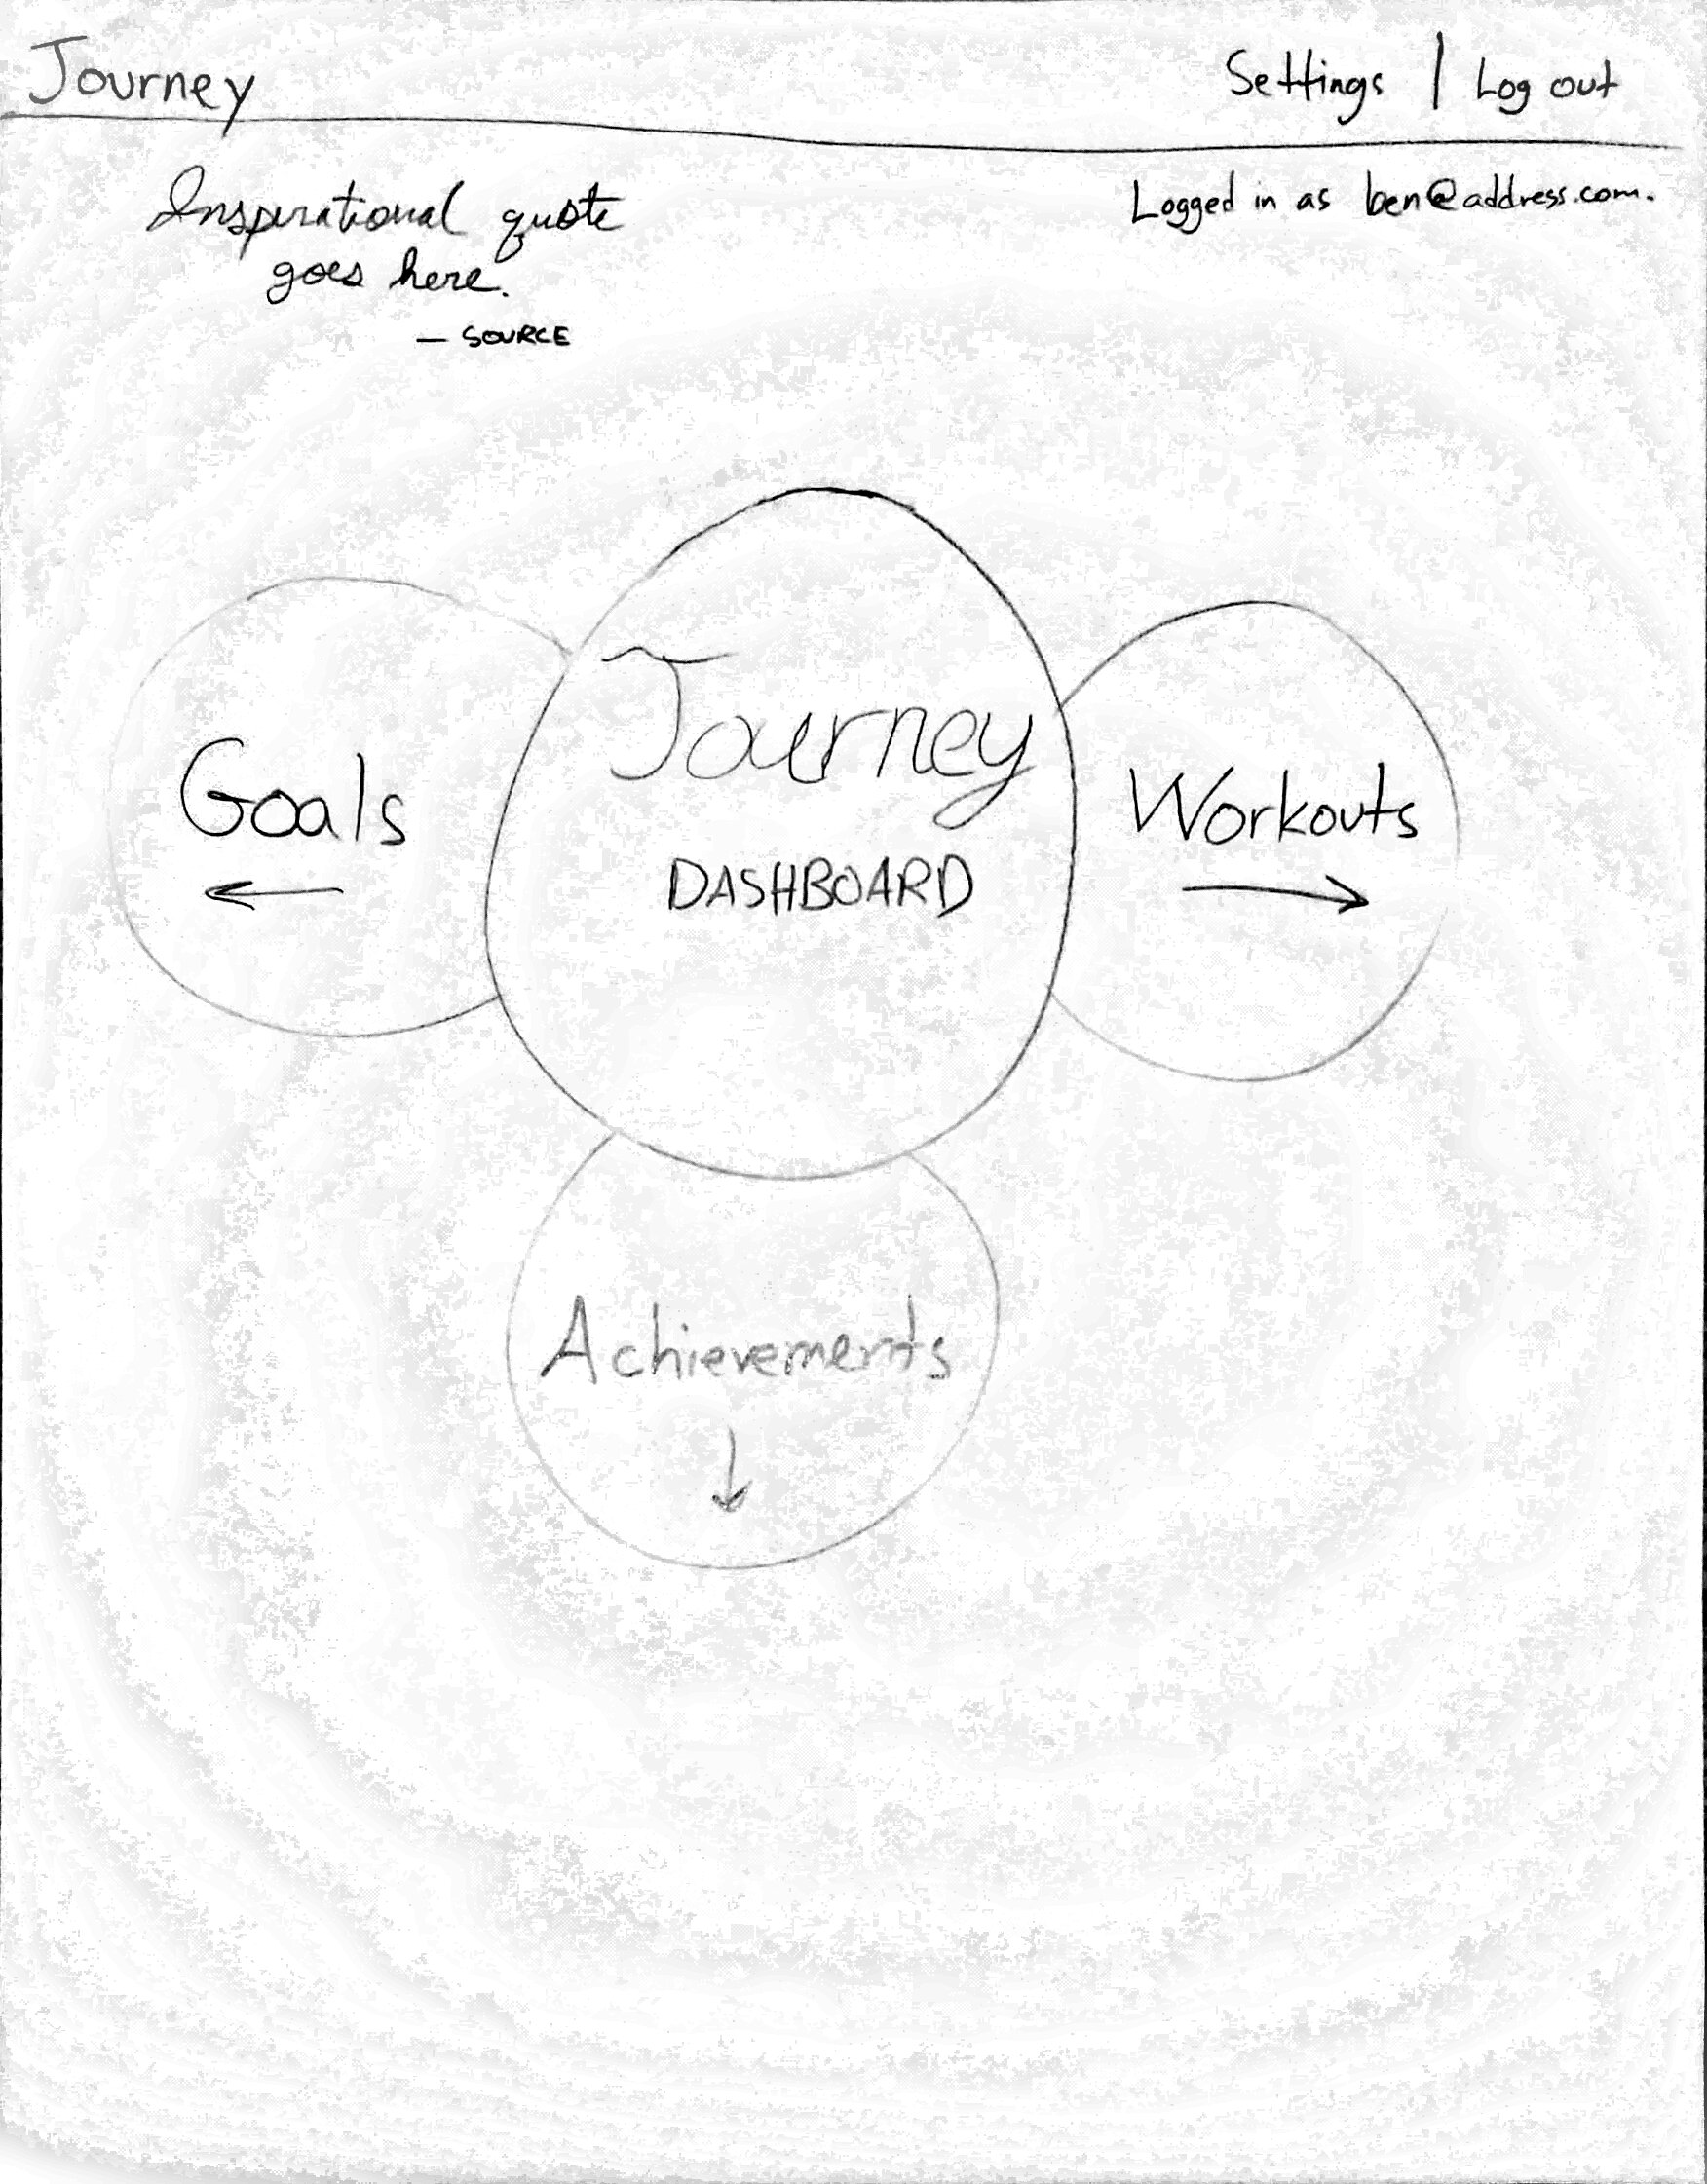 Journey
Settings | Log out
Logged in as ben@address.com.
Inspirational quote
goes here.
— SOURCE
Journey
DASHBOARD
Goals
Workouts
Achievements